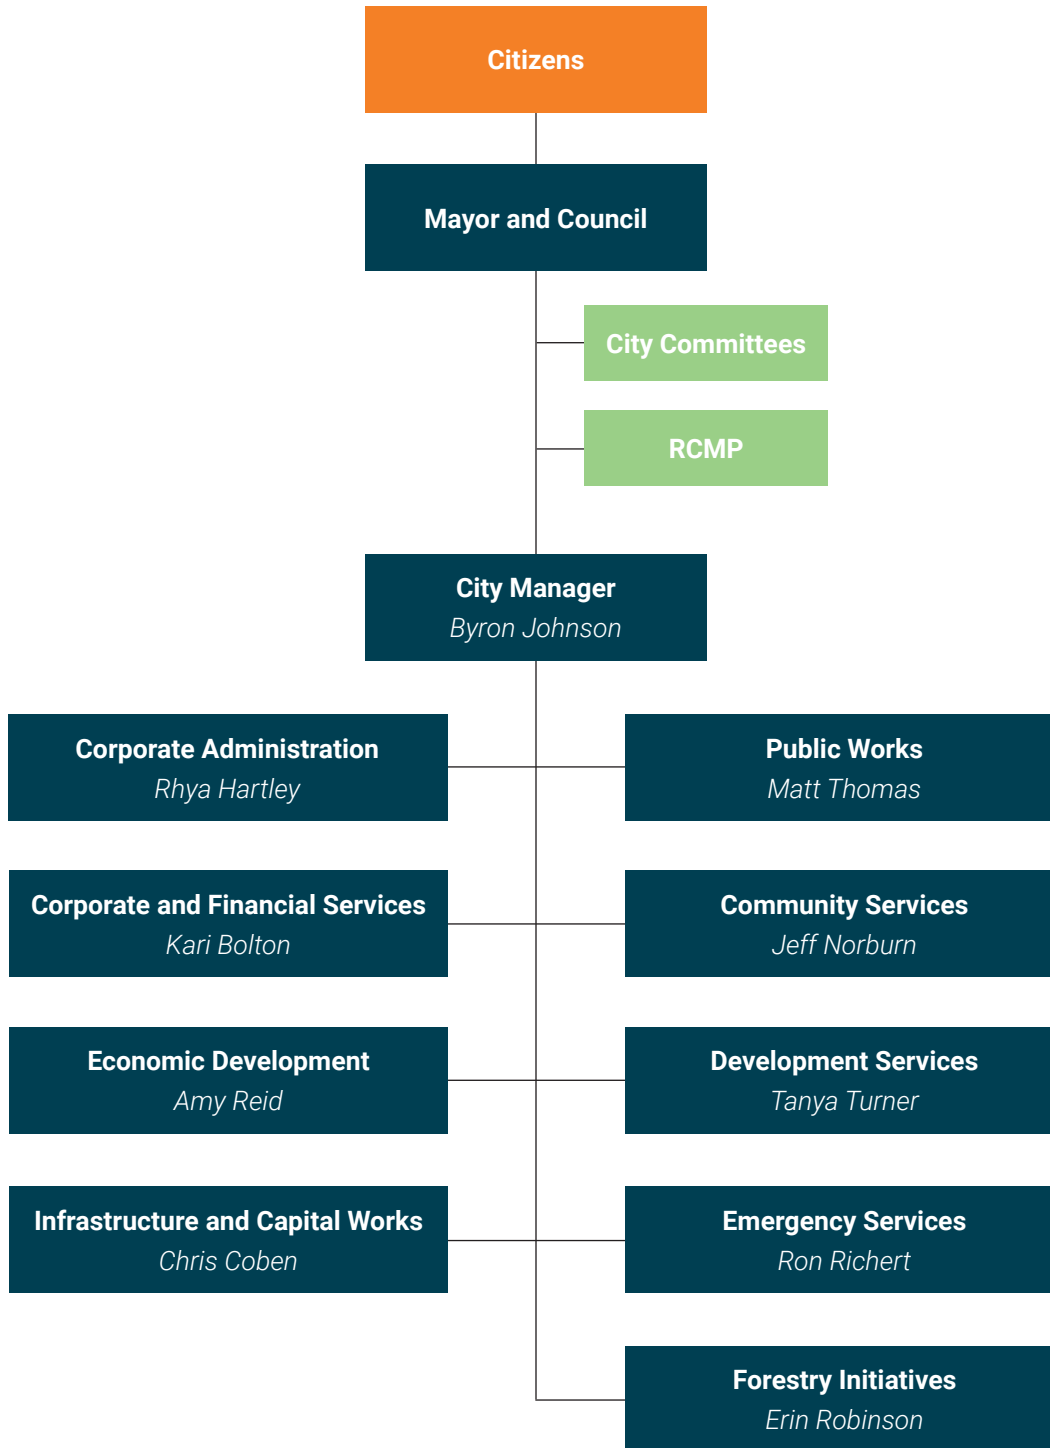 Citizens
Mayor and Council
City Committees
RCMP
City Manager
Byron Johnson
Corporate Administration
Rhya Hartley
Public Works
Matt Thomas
Corporate and Financial Services
Kari Bolton
Community Services
Jeff Norburn
Economic Development
Amy Reid
Development Services
Tanya Turner
Infrastructure and Capital Works
Chris Coben
Emergency Services
Ron Richert
Forestry Initiatives
Erin Robinson